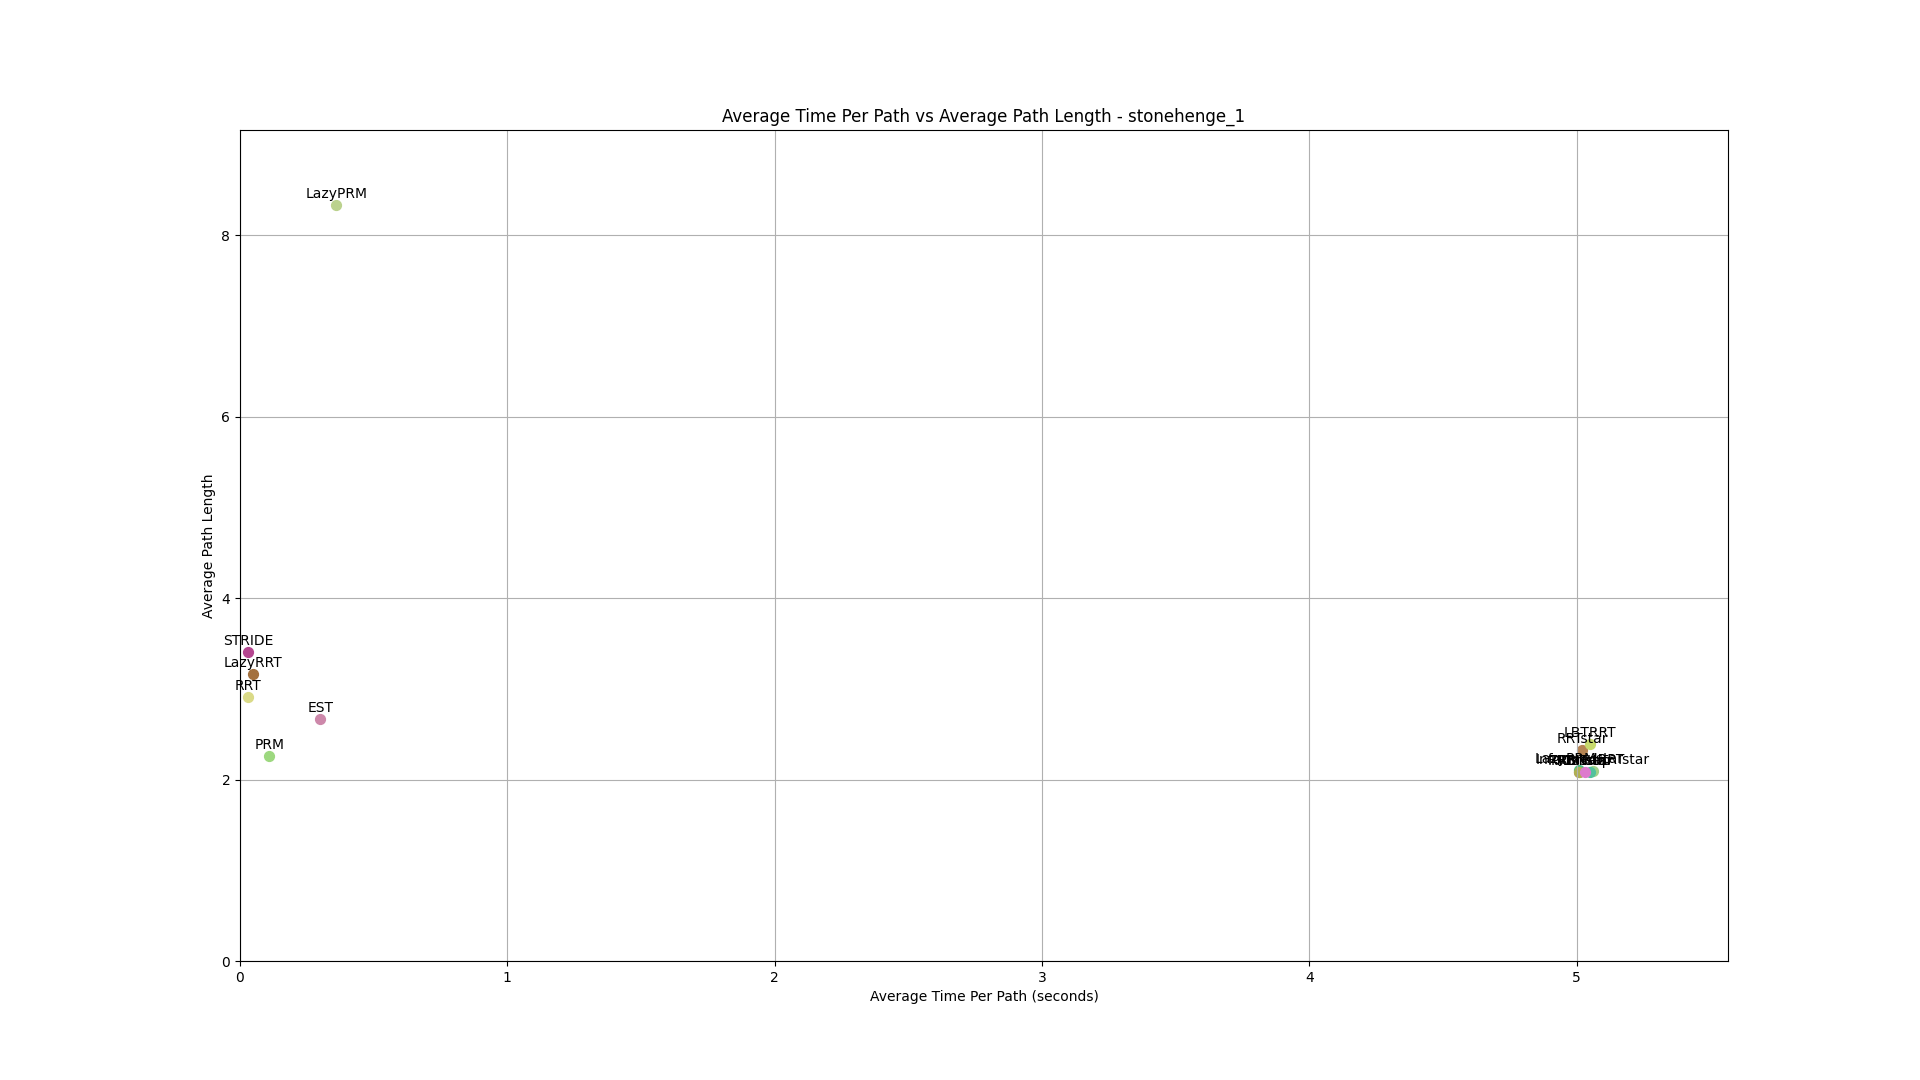 Average Time Per Path vs Average Path Length - stonehenge_1
LazyPRM
8
6
Average Path Length
4
STRIDE
LazyRRT
RRT
EST
LBTRRT
RRTstar
PRM
2
0
0
1
2
3
4
5
Average Time Per Path (seconds)